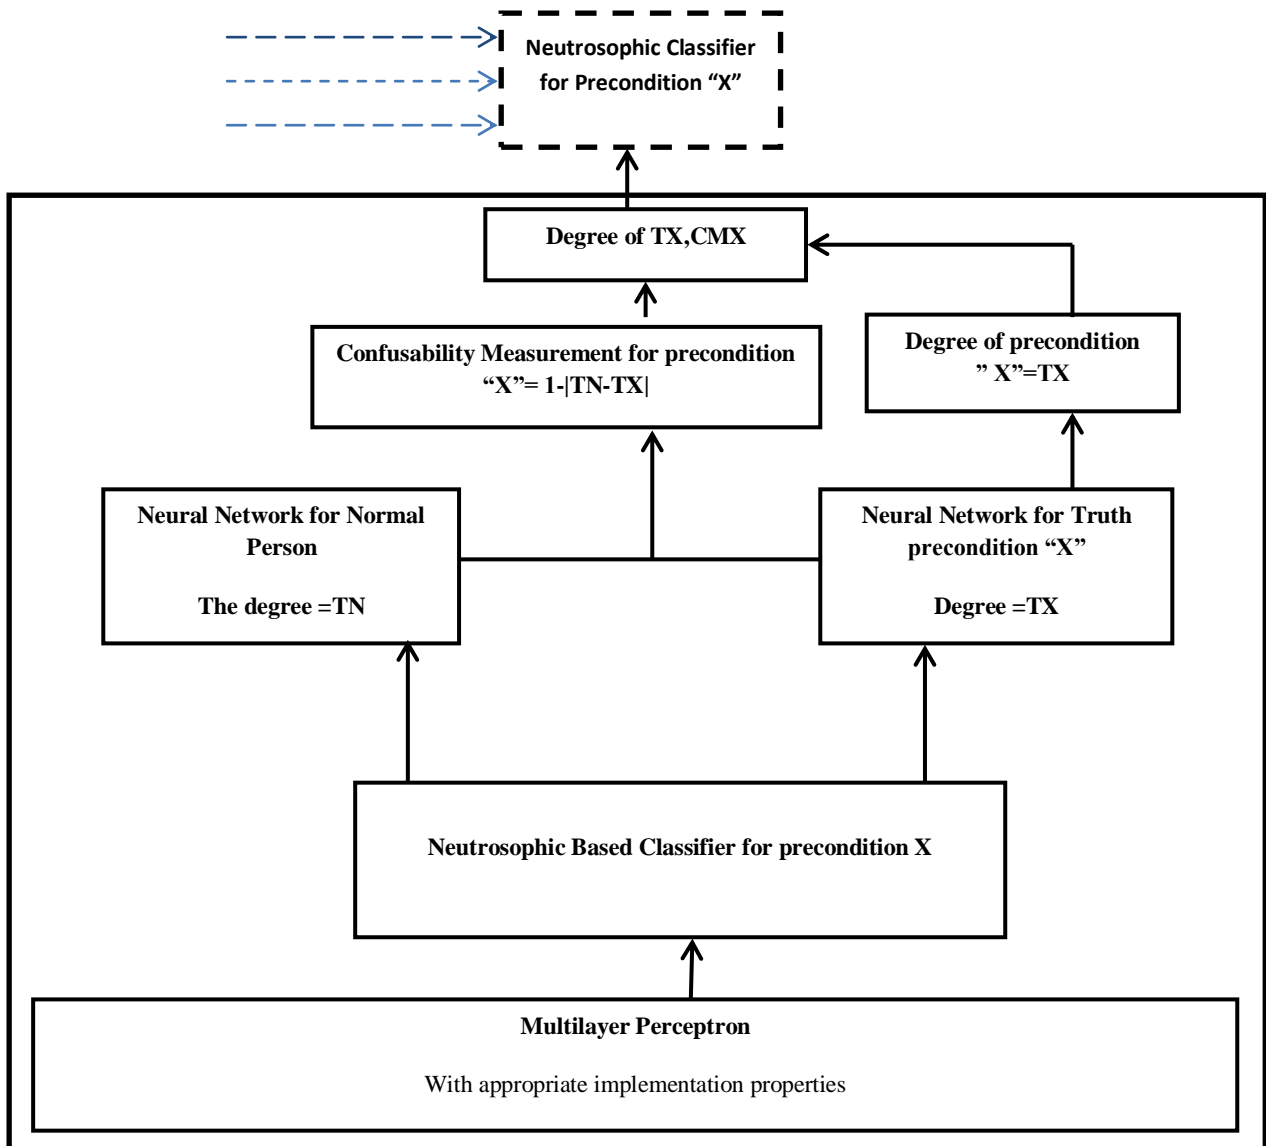 Neutrosophic Classifier
for Precondition “X”
Degree of TX,CMX
Confusability Measurement for precondition
“X”= 1-|TN-TX|
Degree of precondition
” X”=TX
Neural Network for Normal
Person
The degree =TN
Neural Network for Truth
precondition “X”
Degree =TX
Neutrosophic Based Classifier for precondition X
Multilayer Perceptron
With appropriate implementation properties